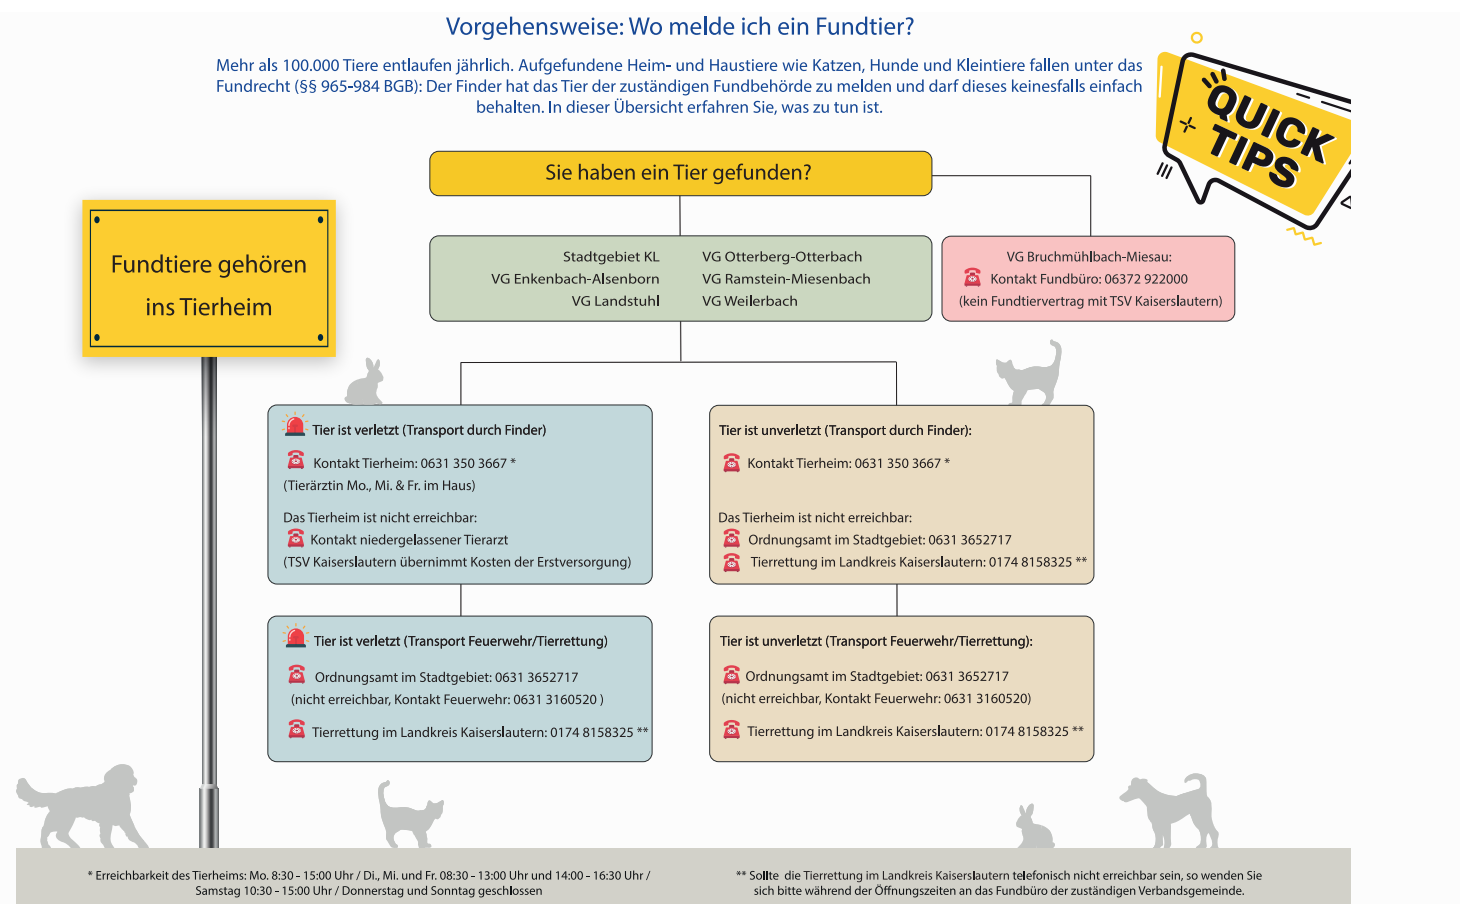 Vorgehensweise: Wo melde ich ein Fundtier?
Mehr als 100.000 Tiere entlaufen jährlich. Aufgefundene Heim- und Haustiere wie Katzen, Hunde und Kleintiere fallen unter das
Fundrecht (§§ 965-984 BGB): Der Finder hat das Tier der zuständigen Fundbehörde zu melden und darf dieses keinesfalls einfach
behalten. In dieser Übersicht erfahren Sie, was zu tun ist.
QUICK
TIPS
Sie haben ein Tier gefunden?
Fundtiere gehören
ins Tierheim
Stadtgebiet KL
VG Enkenbach-Alsenborn
VG Landstuhl
VG Otterberg-Otterbach
VG Ramstein-Miesenbach
VG Weilerbach
VG Bruchmühlbach-Miesau:
Kontakt Fundbüro: 06372 922000
(kein Fundtiervertrag mit TSV Kaiserslautern)
Tier ist verletzt (Transport durch Finder)
Kontakt Tierheim: 0631 350 3667 *
(Tierärztin Mo., Mi. & Fr. im Haus)
Das Tierheim ist nicht erreichbar:
Kontakt niedergelassener Tierarzt
(TSV Kaiserslautern übernimmt Kosten der Erstversorgung)
Tier ist unverletzt (Transport durch Finder):
Kontakt Tierheim: 0631 350 3667 *
Das Tierheim ist nicht erreichbar:
Ordnungsamt im Stadtgebiet: 0631 3652717
Tierrettung im Landkreis Kaiserslautern: 0174 8158325 **
Tier ist verletzt (Transport Feuerwehr/Tierrettung)
Ordnungsamt im Stadtgebiet: 0631 3652717
(nicht erreichbar, Kontakt Feuerwehr: 0631 3160520 )
Tierrettung im Landkreis Kaiserslautern: 0174 8158325 **
Tier ist unverletzt (Transport Feuerwehr/Tierrettung):
Ordnungsamt im Stadtgebiet: 0631 3652717
(nicht erreichbar, Kontakt Feuerwehr: 0631 3160520)
Tierrettung im Landkreis Kaiserslautern: 0174 8158325 **
* Erreichbarkeit des Tierheims: Mo. 8:30 - 15:00 Uhr / Di., Mi. und Fr. 08:30 - 13:00 Uhr und 14:00 - 16:30 Uhr /
Samstag 10:30 - 15:00 Uhr / Donnerstag und Sonntag geschlossen
** Sollte die Tierrettung im Landkreis Kaiserslautern telefonisch nicht erreichbar sein, so wenden Sie
sich bitte während der Öffnungszeiten an das Fundbüro der zuständigen Verbandsgemeinde.